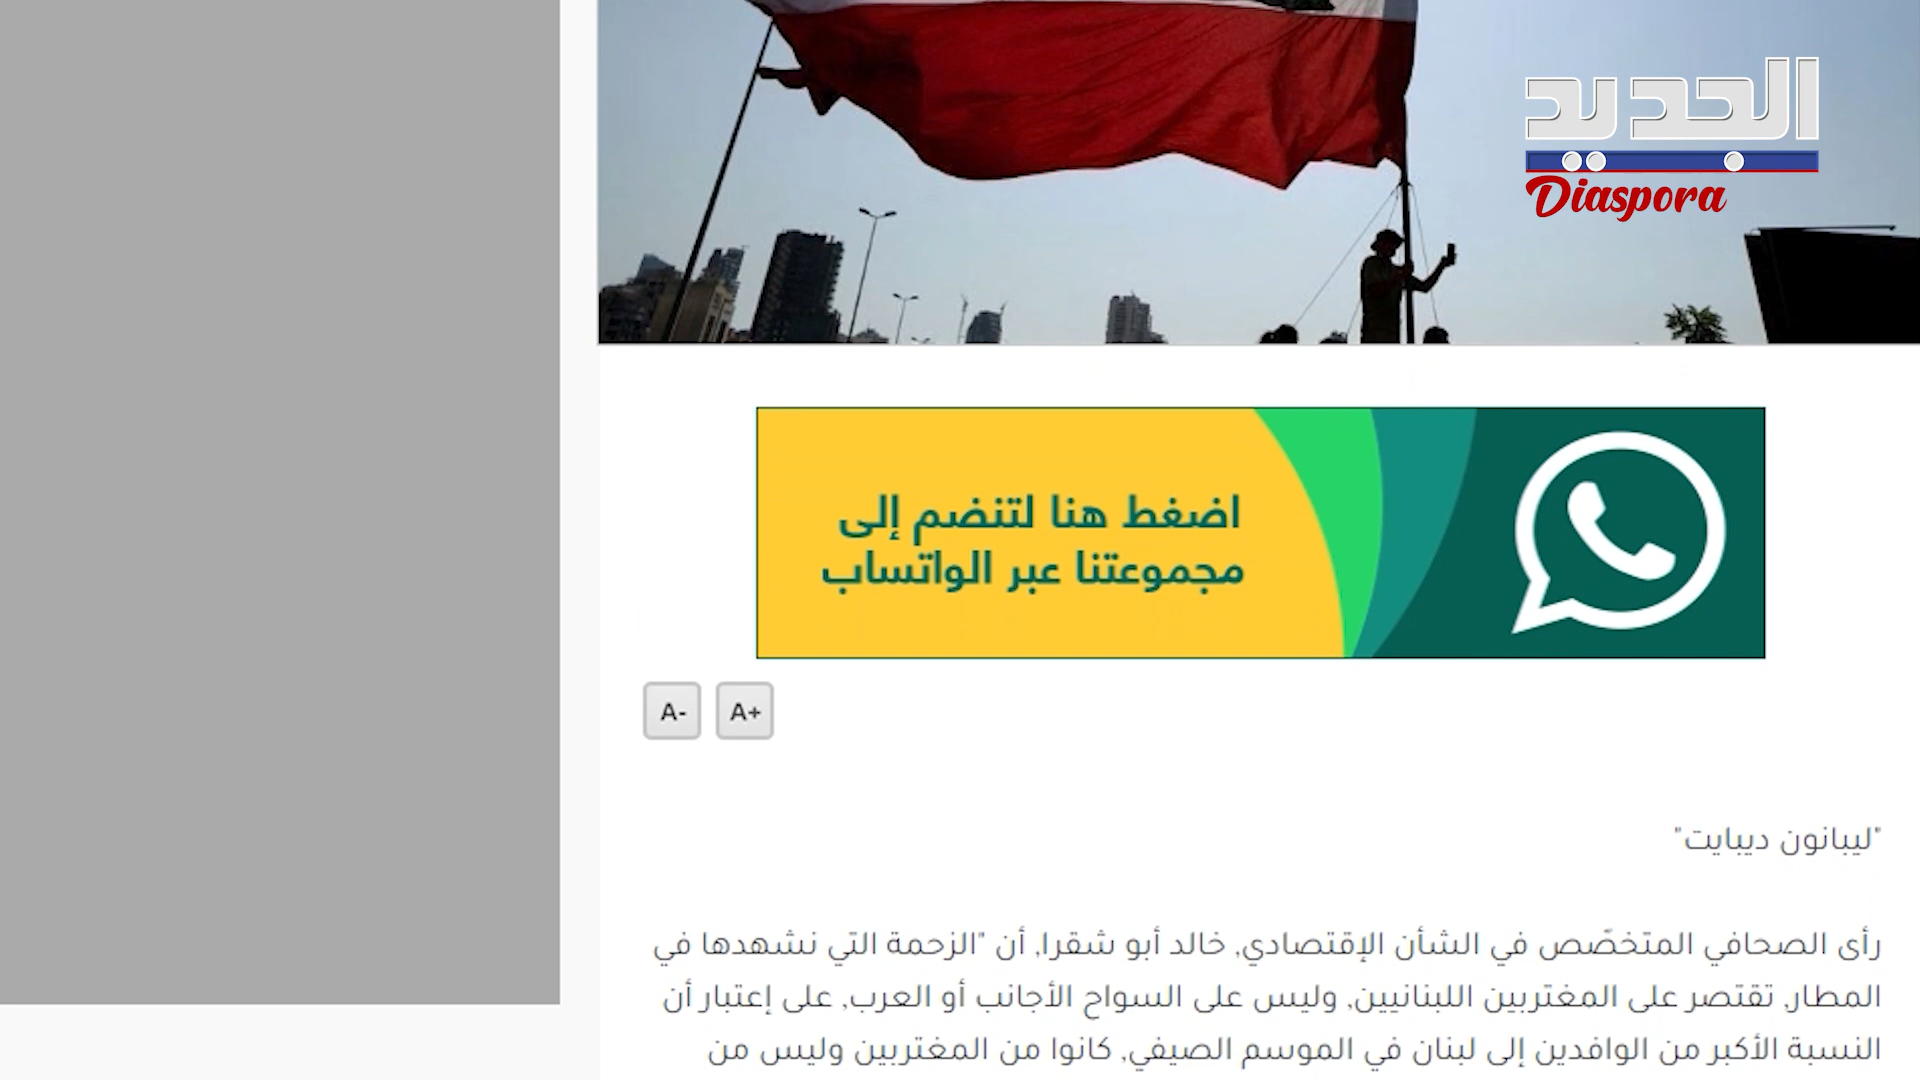 الجديد
Diaspora
اضغط هنا لتنضم إلى
مجموعتنا عبر الواتساب
A- A+
"ليبانون ديبايت"
رأى الصحافي المتخصّص في الشأن الإقتصادي, خالد أبو شقرا, أن "الزحمة التي نشهدها في
المطار, تقتصر على المغتربين اللبنانيين, وليس على السواح الأجانب أو العرب, على إعتبار أن
النسبة الأكبر من الوافدين إلى لبنان في الموسم الصيفي, كانوا من المغتربين وليس من